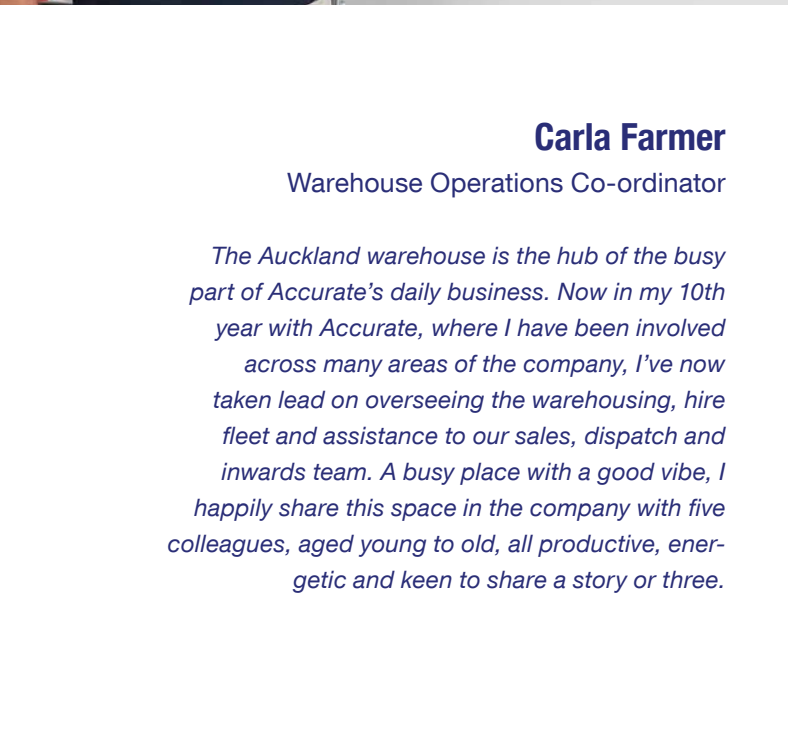 Carla Farmer
Warehouse Operations Co-ordinator
The Auckland warehouse is the hub of the busy
part of Accurate’s daily business. Now in my 10th
year with Accurate, where I have been involved
across many areas of the company, I’ve now
taken lead on overseeing the warehousing, hire
fleet and assistance to our sales, dispatch and
inwards team. A busy place with a good vibe, I
happily share this space in the company with five
colleagues, aged young to old, all productive, ener-
getic and keen to share a story or three.